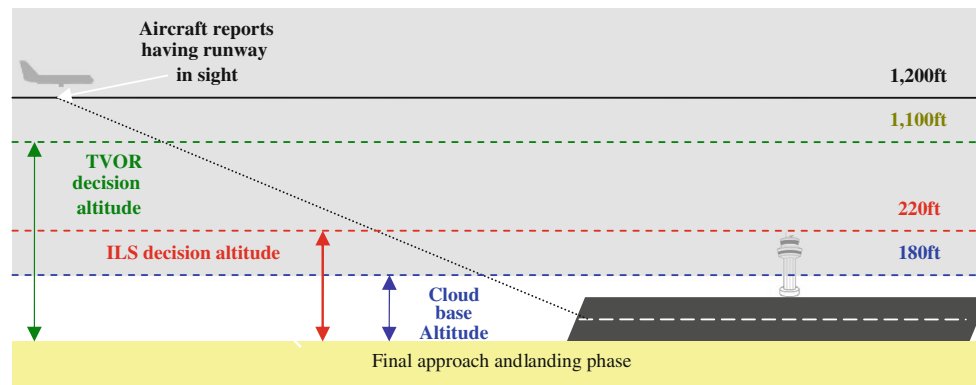 Aircraft reports
having runway
in sight
1,200ft
1,100ft
TVOR
decision
altitude
220ft
ILS decision altitude
180ft
Cloud
base
Altitude
Final approach andlanding phase